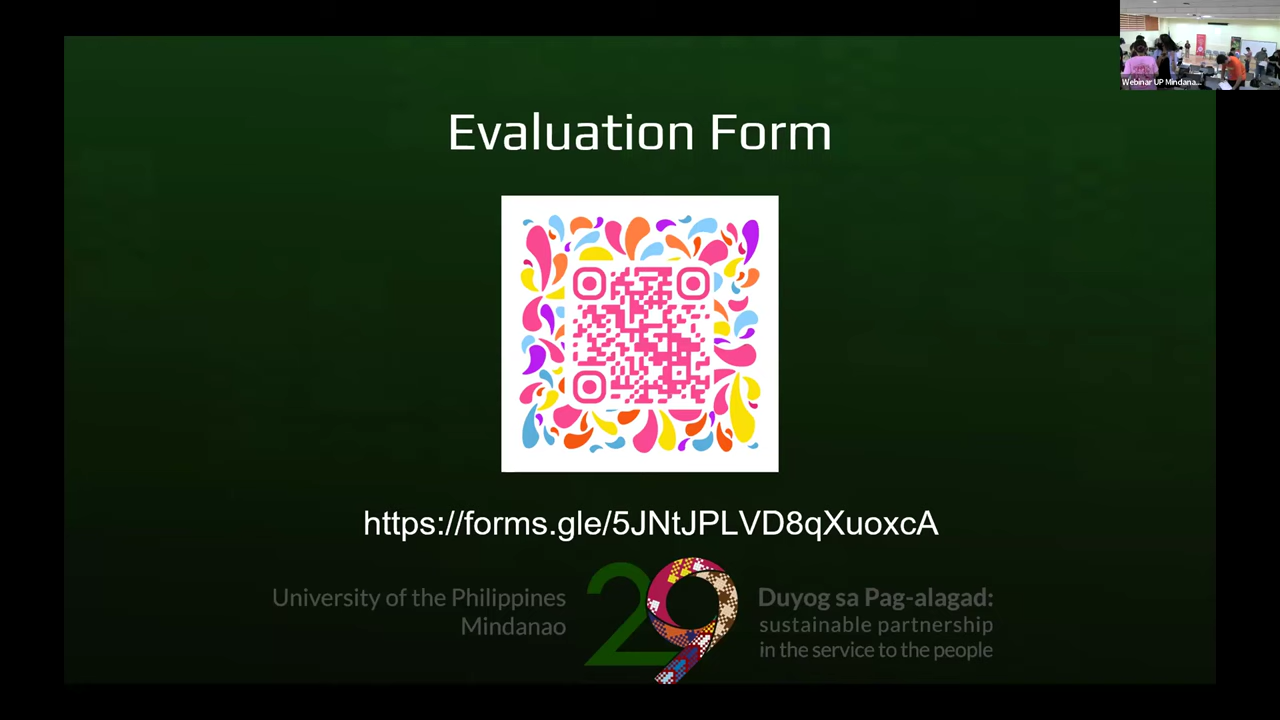 Webinar UP Mindana...
Evaluation Form
https://forms.gle/5JNtJPLVD8qXuoxcA
University of the Philippines
Mindanao
29
Duyog sa Pag-alagad:
sustainable partnership
in the service to the people